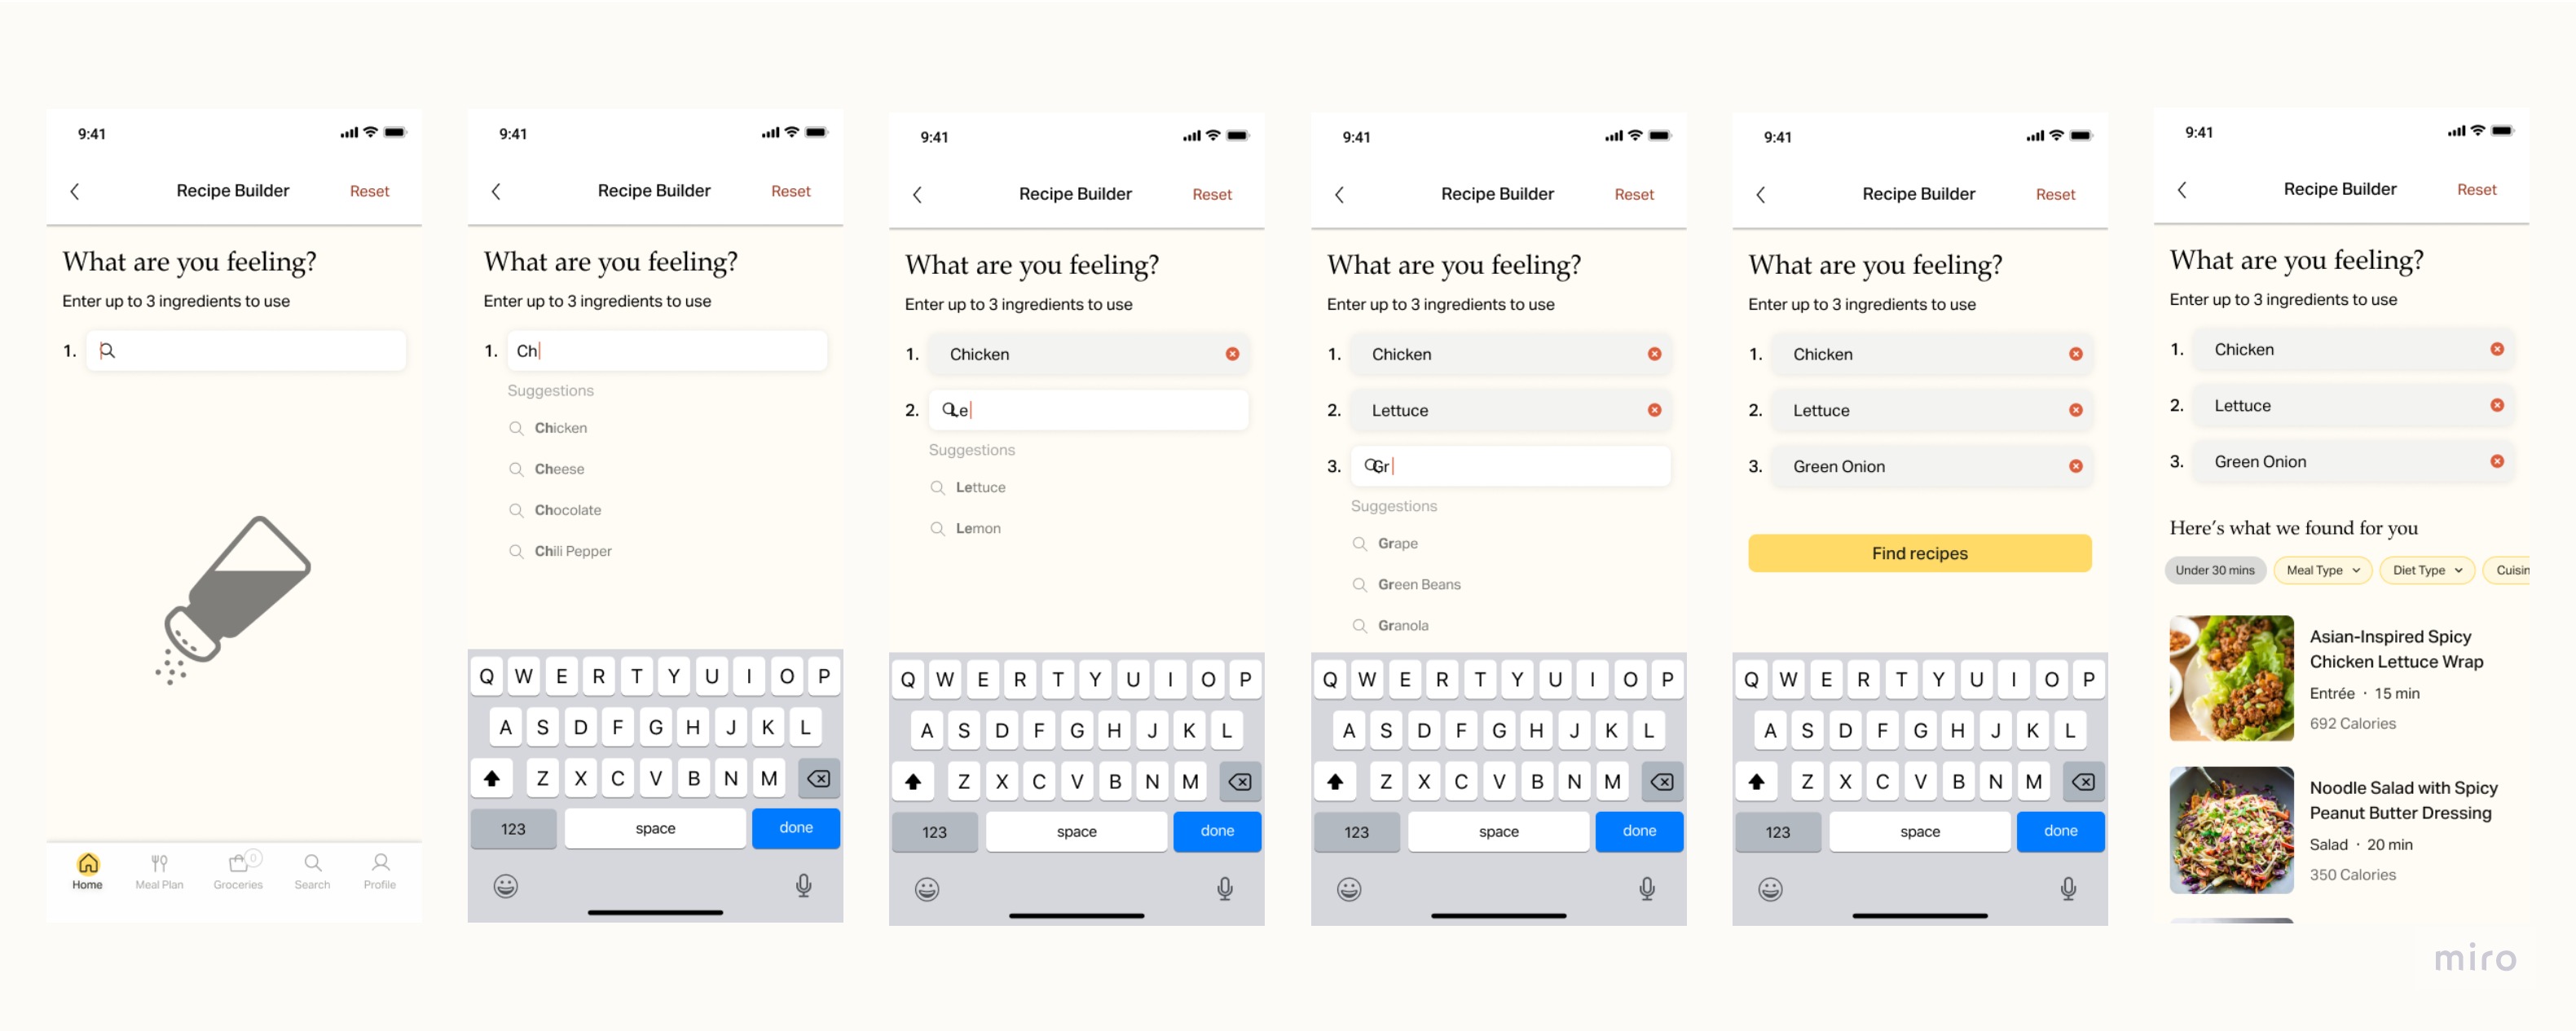 9:41
Recipe Builder
Reset
What are you feeling?
Enter up to 3 ingredients to use
1.
0
Home
Meal Plan
Groceries
Search
Profile
9:41
Recipe Builder
Reset
What are you feeling?
Enter up to 3 ingredients to use
1. Ch
Suggestions
Chicken
Cheese
Chocolate
Chili Pepper
Q W E R T Y U I O P
A S D F G H J K L
Z X C V B N M
123 space done
9:41
Recipe Builder
Reset
What are you feeling?
Enter up to 3 ingredients to use
1. Chicken
2. Le
Suggestions
Lettuce
Lemon
Q W E R T Y U I O P
A S D F G H J K L
Z X C V B N M
123 space done
9:41
Recipe Builder
Reset
What are you feeling?
Enter up to 3 ingredients to use
1. Chicken
2. Lettuce
3. Gr
Suggestions
Grape
Green Beans
Granola
Q W E R T Y U I O P
A S D F G H J K L
Z X C V B N M
123 space done
9:41
Recipe Builder
Reset
What are you feeling?
Enter up to 3 ingredients to use
1. Chicken
2. Lettuce
3. Green Onion
Find recipes
Q W E R T Y U I O P
A S D F G H J K L
Z X C V B N M
123 space done
9:41
Recipe Builder
Reset
What are you feeling?
Enter up to 3 ingredients to use
1. Chicken
2. Lettuce
3. Green Onion
Here's what we found for you
Under 30 mins
Meal Type
Diet Type
Cuisin
Asian-Inspired Spicy
Chicken Lettuce Wrap
Entrée · 15 min
692 Calories
Noodle Salad with Spicy
Peanut Butter Dressing
Salad · 20 min
350 Calories
miro